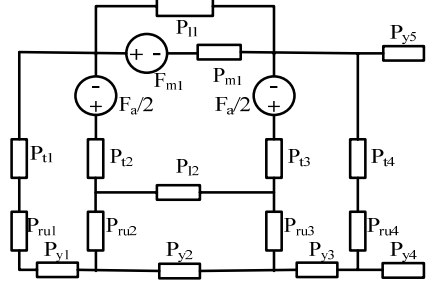 Pl1
Py5
+ -
Fm1
Pm1
-
+
Fa/2
-
+
Fa/2
Pt1
Pt2
Pl2
Pt3
Pt4
Pru1
Pru2
Pru3
Pru4
Py1
Py2
Py3
Py4